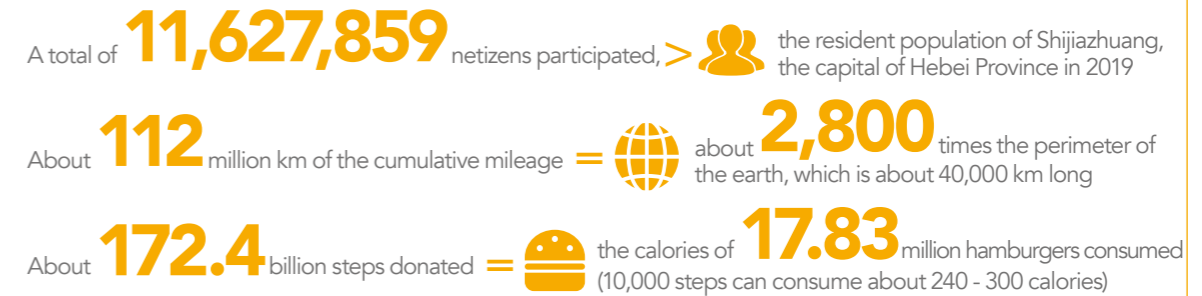 A total of 11,627,859 netizens participated, > the resident population of Shijiazhuang,
the capital of Hebei Province in 2019
About 112 million km of the cumulative mileage = about 2,800 times the perimeter of
the earth, which is about 40,000 km long
About 172.4 billion steps donated = the calories of 17.83 million hamburgers consumed
(10,000 steps can consume about 240 - 300 calories)